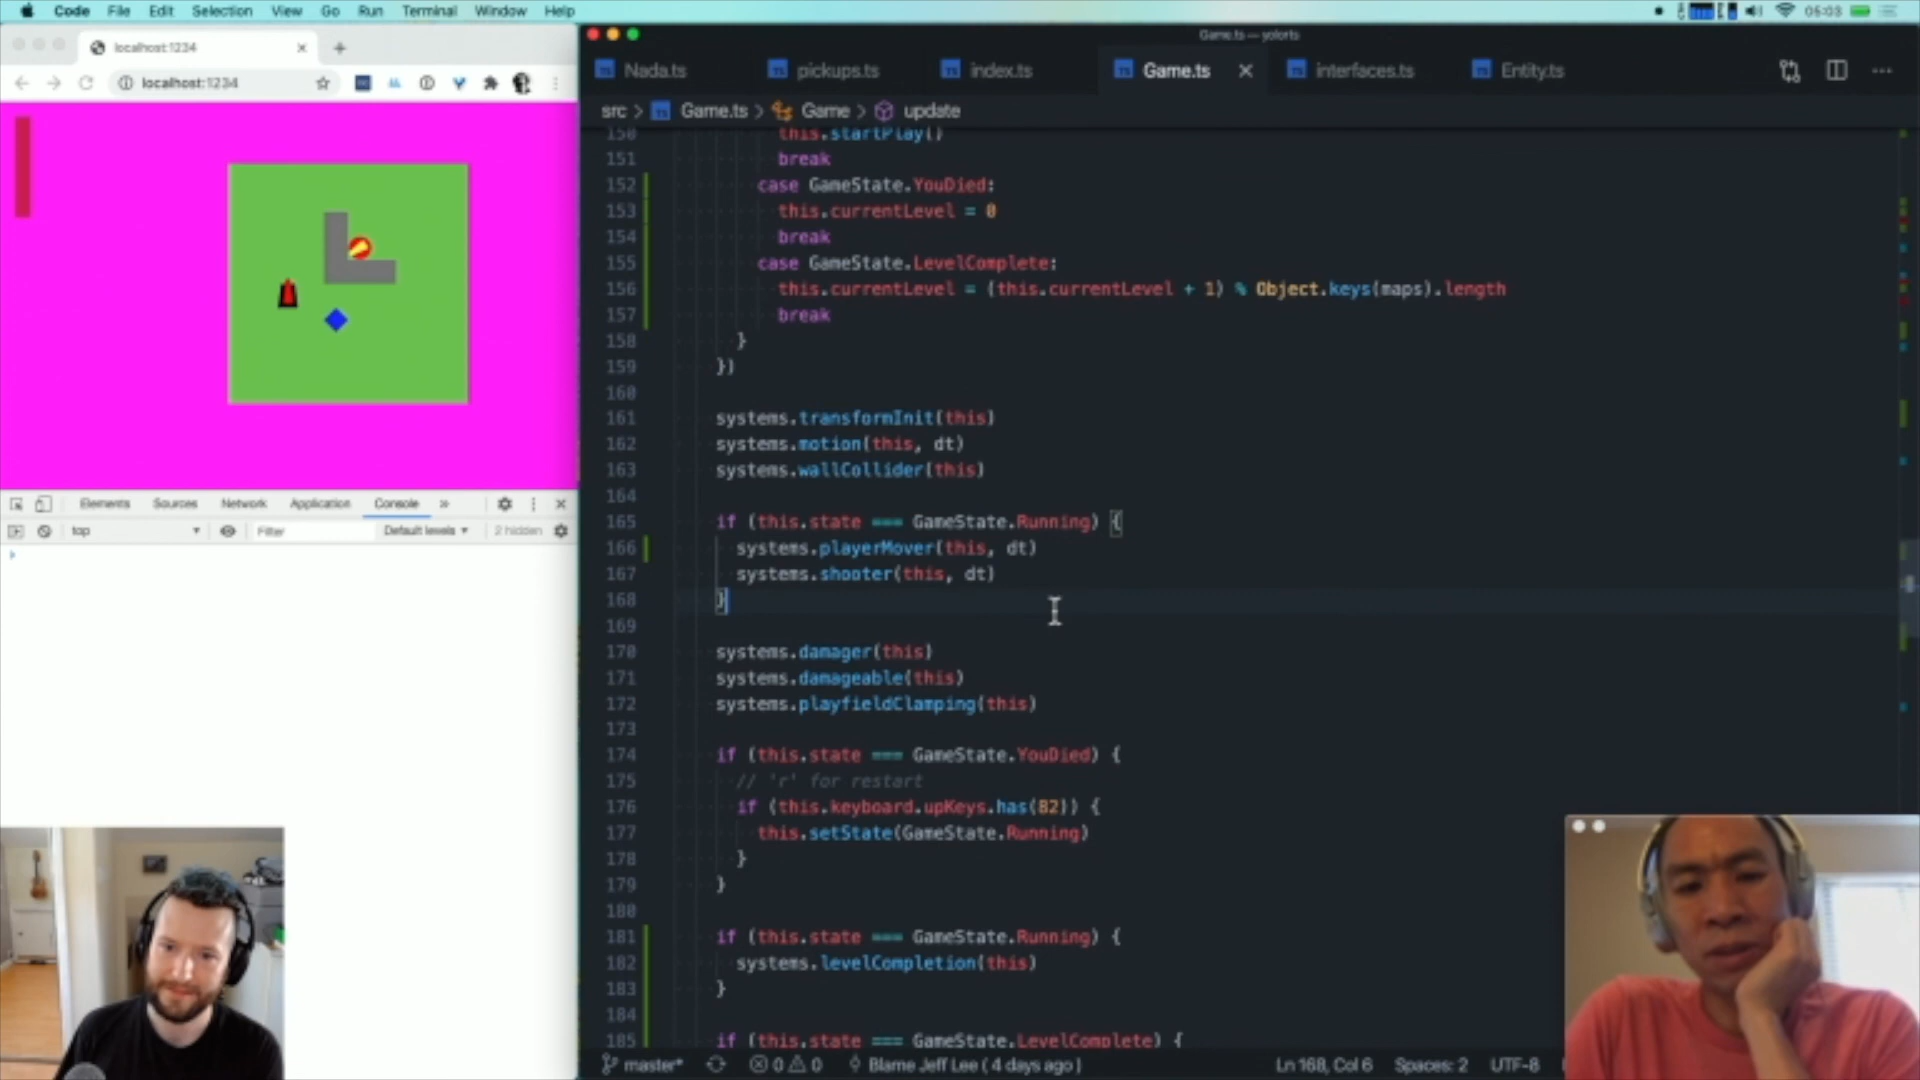 Code File Edit Selection View Go Run Terminal Window Help
05:03
localhost:1234
localhost:1234
Elements Sources Network Application Console »
top Filter Default levels 2 hidden
Game.ts — yolorts
Nada.ts pickups.ts index.ts Game.ts interfaces.ts Entity.ts
src > Game.ts > Game > update
150 this.startPlay()
151 break
152 case GameState.YouDied:
153 this.currentLevel = 0
154 break
155 case GameState.LevelComplete:
156 this.currentLevel = (this.currentLevel + 1) % Object.keys(maps).length
157 break
158 }
159 })
160
161 systems.transformInit(this)
162 systems.motion(this, dt)
163 systems.wallCollider(this)
164
165 if (this.state === GameState.Running) {
166 systems.playerMover(this, dt)
167 systems.shooter(this, dt)
168 }
169
170 systems.damager(this)
171 systems.damageable(this)
172 systems.playfieldClamping(this)
173
174 if (this.state === GameState.YouDied) {
175 // 'r' for restart
176 if (this.keyboard.upKeys.has(82)) {
177 this.setState(GameState.Running)
178 }
179 }
180
181 if (this.state === GameState.Running) {
182 systems.levelCompletion(this)
183 }
184
185 if (this.state === GameState.LevelComplete) {
master* 0 0 Blame Jeff Lee ( 4 days ago ) Ln 168, Col 6 Spaces: 2 UTF-8